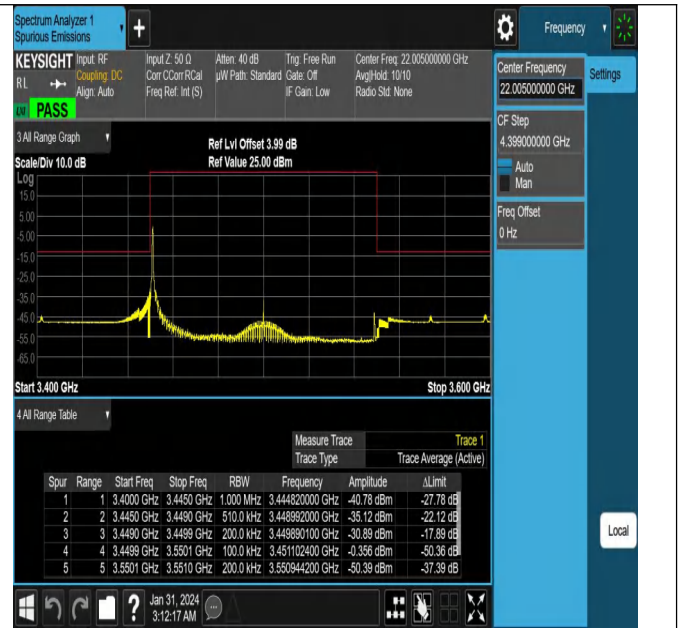 Spectrum Analyzer 1
Spurious Emissions
+
Frequency
KEYSIGHT
RL
Input: RF
Coupling: DC
Align: Auto
Input Z: 50 Ω
Corr CCorr RCal
Freq Ref: Int (S)
Atten: 40 dB
µW Path: Standard
Trig: Free Run
Gate: Off
IF Gain: Low
Center Freq: 22.005000000 GHz
Avg|Hold: 10/10
Radio Std: None
PASS
Center Frequency
22.005000000 GHz
Settings
CF Step
4.399000000 GHz
Auto
Man
Freq Offset
0 Hz
Local
3 All Range Graph
Scale/Div 10.0 dB
Ref Lvl Offset 3.99 dB
Ref Value 25.00 dBm
Log
15.0
5.00
-5.00
-15.0
-25.0
-35.0
-45.0
-55.0
-65.0
Start 3.400 GHz
Stop 3.600 GHz
4 All Range Table
Measure Trace Trace 1
Trace Type Trace Average (Active)
Spur Range Start Freq Stop Freq RBW Frequency Amplitude ΔLimit
1 1 3.4000 GHz 3.4450 GHz 1.000 MHz 3.444820000 GHz -40.78 dBm -27.78 dB
2 2 3.4450 GHz 3.4490 GHz 510.0 kHz 3.448992000 GHz -35.12 dBm -22.12 dB
3 3 3.4490 GHz 3.4499 GHz 200.0 kHz 3.449890100 GHz -30.89 dBm -17.89 dB
4 4 3.4499 GHz 3.5501 GHz 100.0 kHz 3.451102400 GHz -0.356 dBm -50.36 dB
5 5 3.5501 GHz 3.5510 GHz 200.0 kHz 3.550944200 GHz -50.39 dBm -37.39 dB
?
Jan 31, 2024
3:12:17 AM